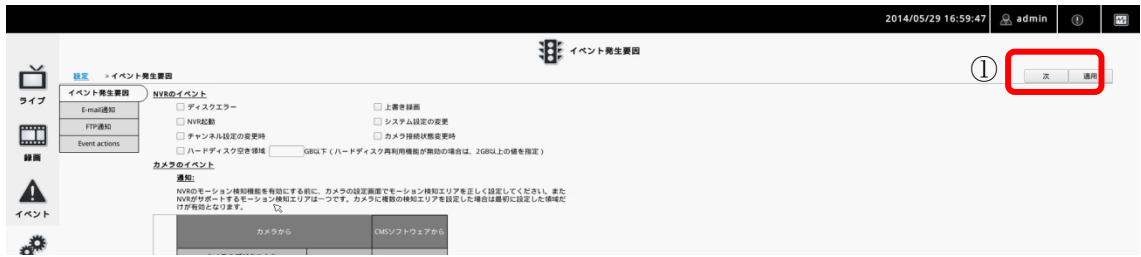 2014/05/29 16:59:47 admin
イベント発生要因
①
次 適用
設定 > イベント発生要因
ライブ
録画
イベント
イベント発生要因
E-mail通知
FTP通知
Event actions
NVRのイベント
ディスクエラー 上書き録画
NVR起動 システム設定の変更
チャンネル設定の変更時 カメラ接続状態変更時
ハードディスク空き領域 GB以下 ( ハードディスク再利用機能が無効の場合は、2GB以上の値を指定 )
カメラのイベント
通知:
NVRのモーション検知機能を有効にする前に、カメラの設定画面でモーション検知エリアを正しく設定してください。また
NVRがサポートするモーション検知エリアは一つです。カメラに複数の検知エリアを設定した場合は最初に設定した領域だ
けが有効となります。
カメラから CMSソフトウェアから